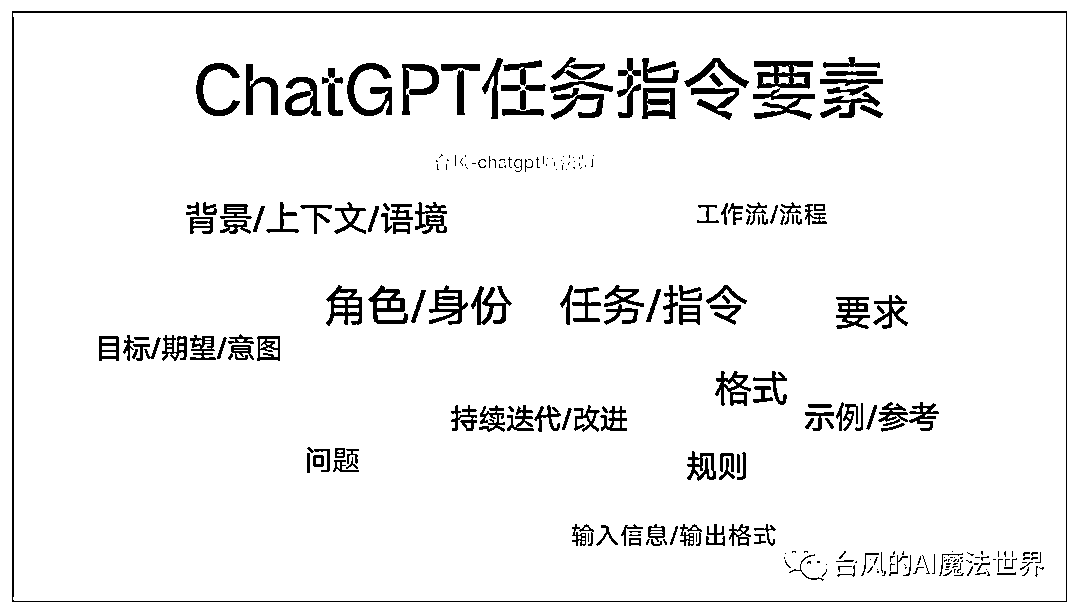 ChatGPT任务指令要素
-chatgpt
背景/上下文/语境
工作流/流程
角色/身份
任务/指令
要求
目标/期望/意图
格式
持续迭代/改进
示例/参考
问题
规则
输入信息/输出格式
台风的AI魔法世界